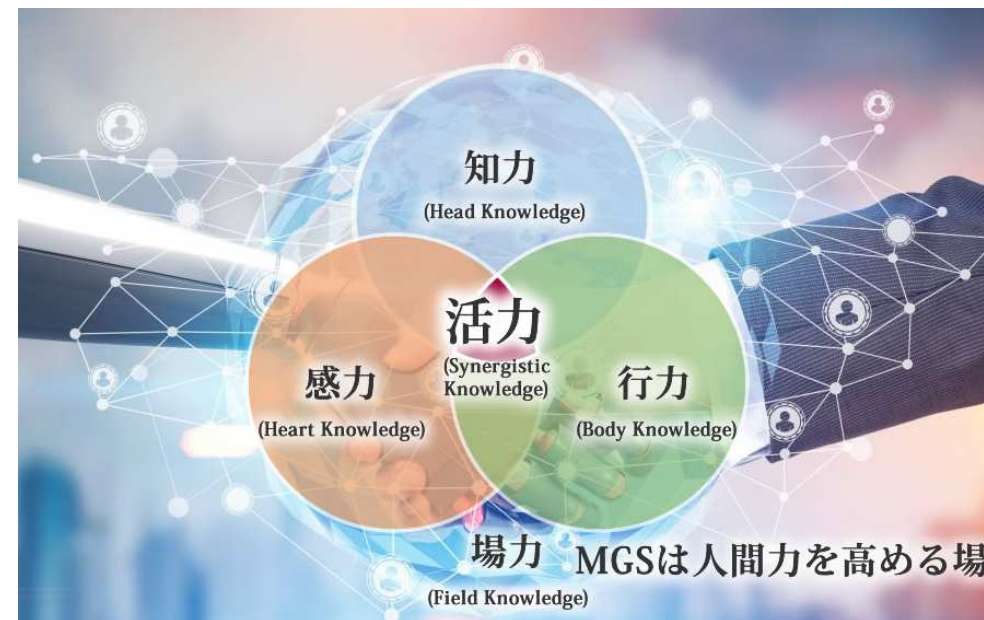 知力
(Head Knowledge)
活力
(Synergistic
Knowledge)
感力
(Heart Knowledge)
行力
(Body Knowledge)
場力
(Field Knowledge)
MGSは人間力を高める場